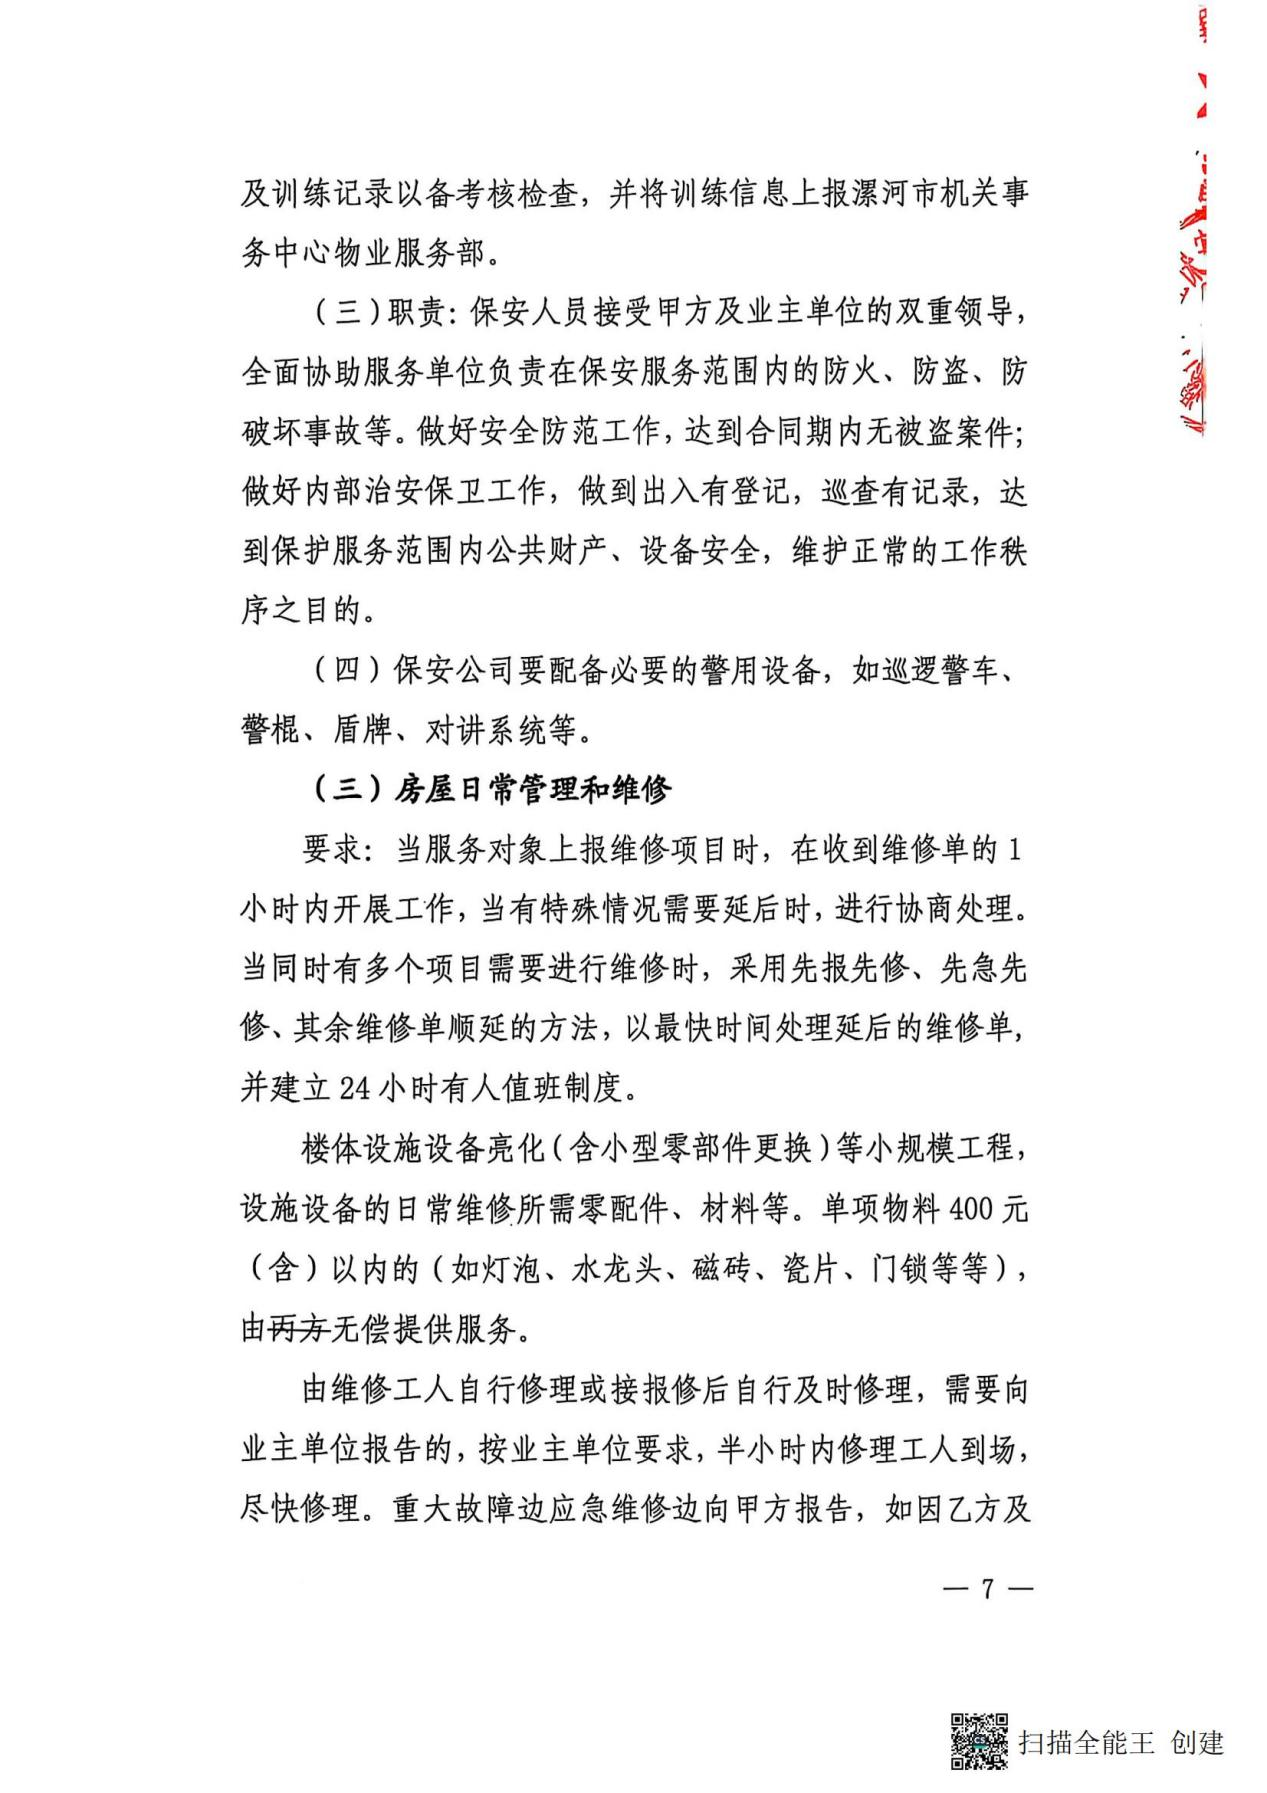 及训练记录以备考核检查，并将训练信息上报漯河市机关事
务中心物业服务部。
（三）职责：保安人员接受甲方及业主单位的双重领导，
全面协助服务单位负责在保安服务范围内的防火、防盗、防
破坏事故等。做好安全防范工作，达到合同期内无被盗案件；
做好内部治安保卫工作，做到出入有登记，巡查有记录，达
到保护服务范围内公共财产、设备安全，维护正常的工作秩
序之目的。
（四）保安公司要配备必要的警用设备，如巡逻警车、
警棍、盾牌、对讲系统等。
（三）房屋日常管理和维修
要求：当服务对象上报维修项目时，在收到维修单的 1
小时内开展工作，当有特殊情况需要延后时，进行协商处理。
当同时有多个项目需要进行维修时，采用先报先修、先急先
修、其余维修单顺延的方法，以最快时间处理延后的维修单，
并建立 24 小时有人值班制度。
楼体设施设备亮化（含小型零部件更换）等小规模工程，
设施设备的日常维修所需零配件、材料等。单项物料 400 元
（含）以内的（如灯泡、水龙头、磁砖、瓷片、门锁等等），
由丙方无偿提供服务。
由维修工人自行修理或接报修后自行及时修理，需要向
业主单位报告的，按业主单位要求，半小时内修理工人到场，
尽快修理。重大故障边应急维修边向甲方报告，如因乙方及
— 7 —
扫描全能王 创建